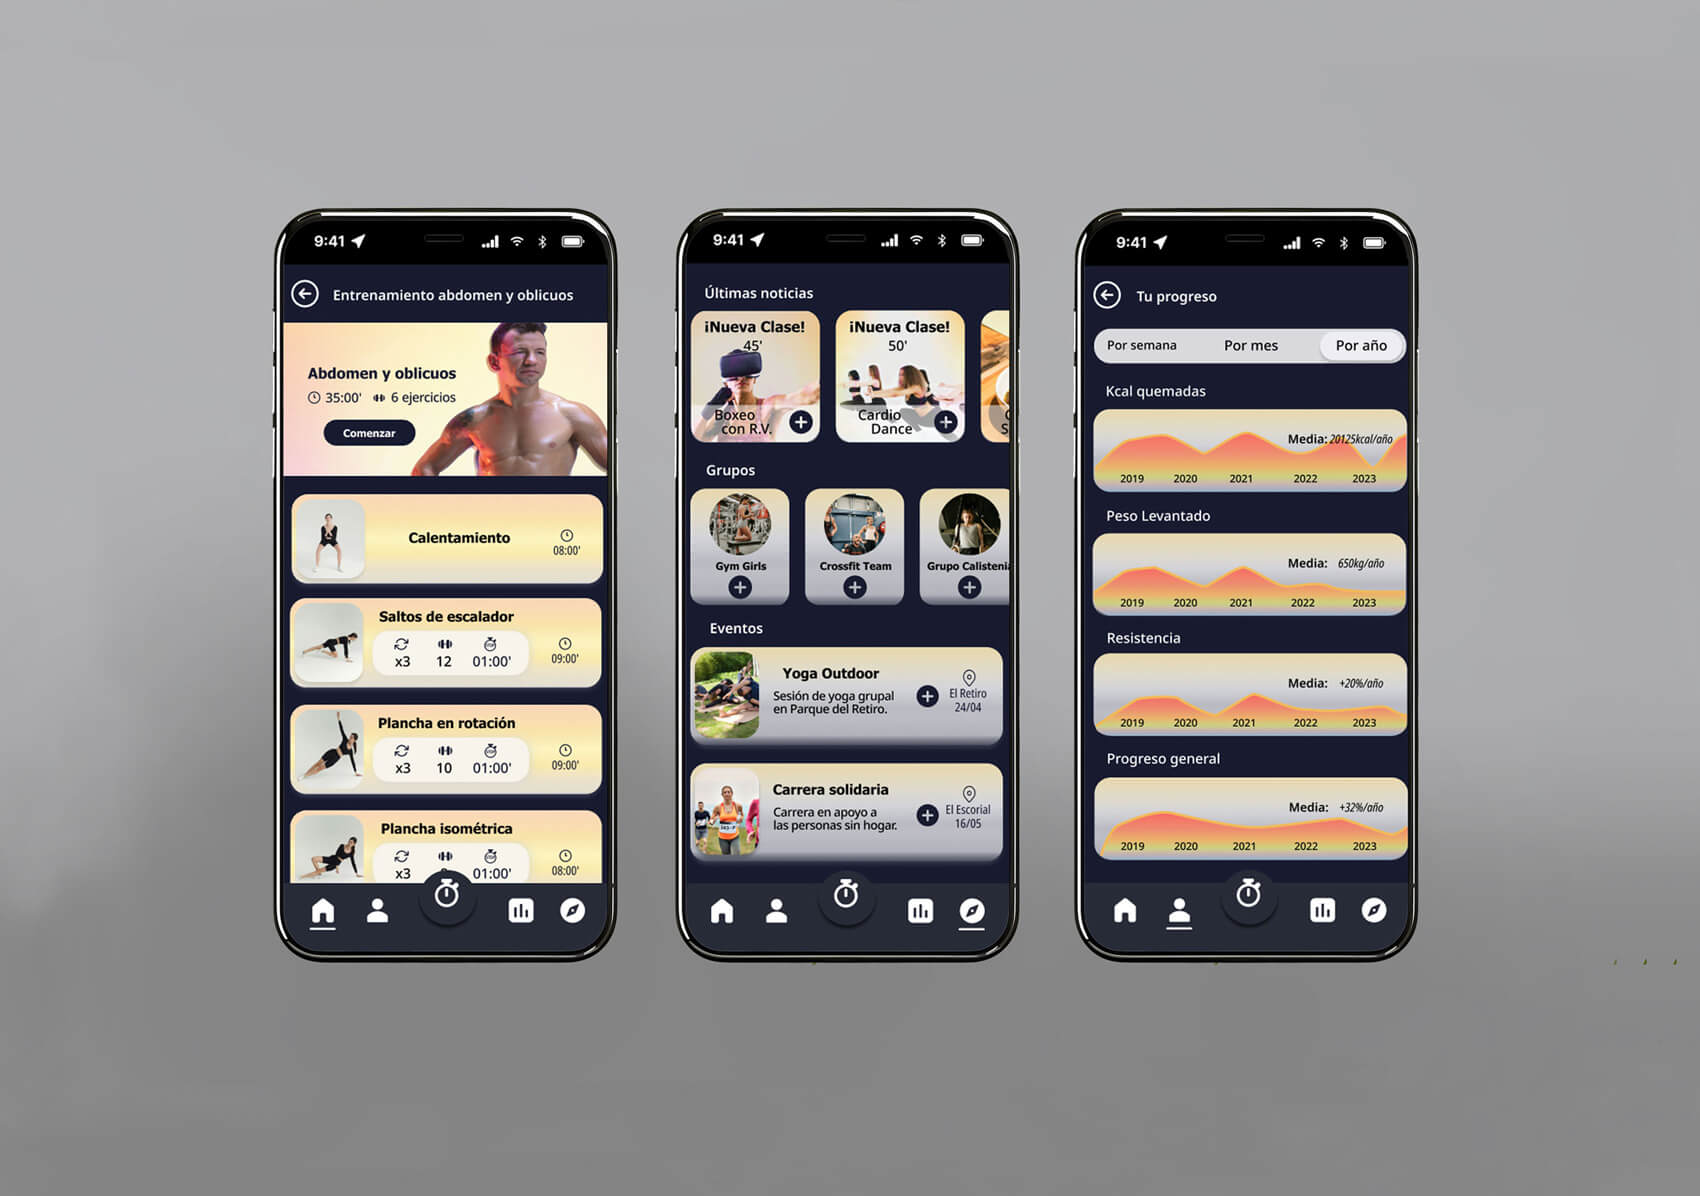 9:41
Entrenamiento abdomen y oblicuos
Abdomen y oblicuos
35:00' 6 ejercicios
Comenzar
Calentamiento
08:00'
Saltos de escalador
x3 12 01:00'
09:00'
Plancha en rotación
x3 10 01:00'
09:00'
Plancha isométrica
x3 01:00'
08:00'
9:41
Últimas noticias
¡Nueva Clase!
45'
Boxeo
con R.V.
¡Nueva Clase!
50'
Cardio
Dance
Grupos
Gym Girls
Crossfit Team
Grupo Calistenia
Eventos
Yoga Outdoor
Sesión de yoga grupal
en Parque del Retiro.
El Retiro
24/04
Carrera solidaria
Carrera en apoyo a
las personas sin hogar.
El Escorial
16/05
9:41
Tu progreso
Por semana Por mes Por año
Kcal quemadas
Media: 20125kcal/año
2019 2020 2021 2022 2023
Peso Levantado
Media: 650kg/año
2019 2020 2021 2022 2023
Resistencia
Media: +20%/año
2019 2020 2021 2022 2023
Progreso general
Media: +32%/año
2019 2020 2021 2022 2023